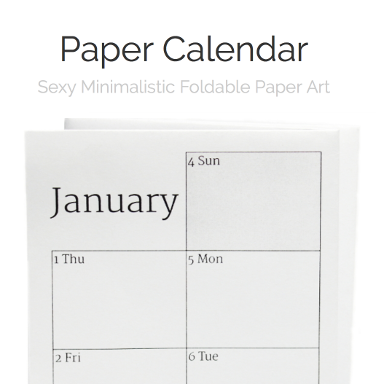 Paper Calendar
Sexy Minimalistic Foldable Paper Art
4 Sun
January
1 Thu
5 Mon
2 Fri
6 Tue